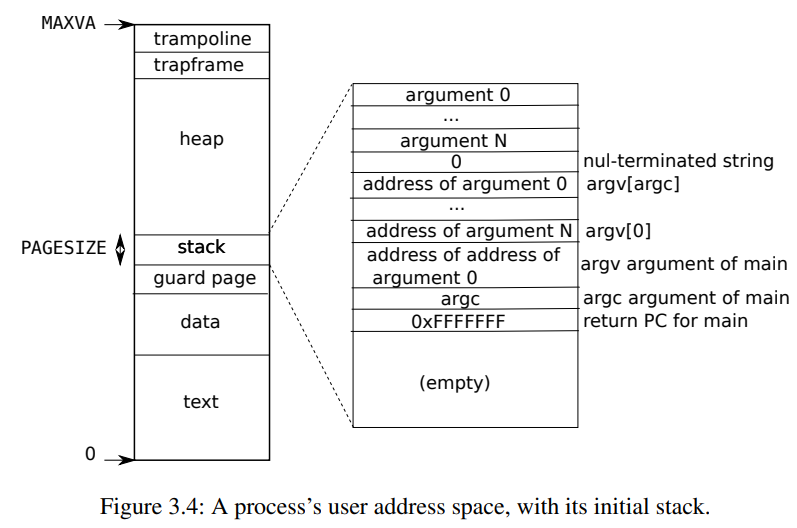 MAXVA
trampoline
trapframe
heap
PAGESIZE
stack
guard page
data
text
0
argument 0
...
argument N
0 nul-terminated string
address of argument 0 argv[argc]
...
address of argument N argv[0]
address of address of
argument 0
argv argument of main
argc argc argument of main
0xFFFFFFF return PC for main
(empty)
Figure 3.4: A process's user address space, with its initial stack.